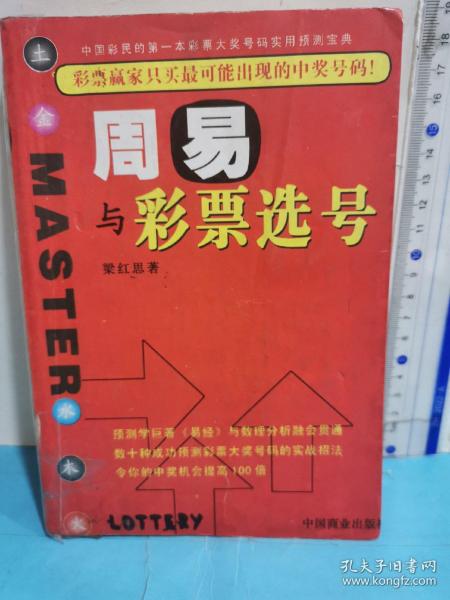 中国彩民的第一本彩票大奖号码实用预测宝典
彩票赢家只买最可能出现的中奖号码!
周易
与彩票选号
梁红思著
土
金
MASTER
水
木
火
预测学巨著《易经》与数理分析融会贯通
数十种成功预测彩票大奖号码的实战招法
令你的中奖机会提高100倍
LOTTERY
中国商业出版社
孔夫子旧书网
www.kongfz.com